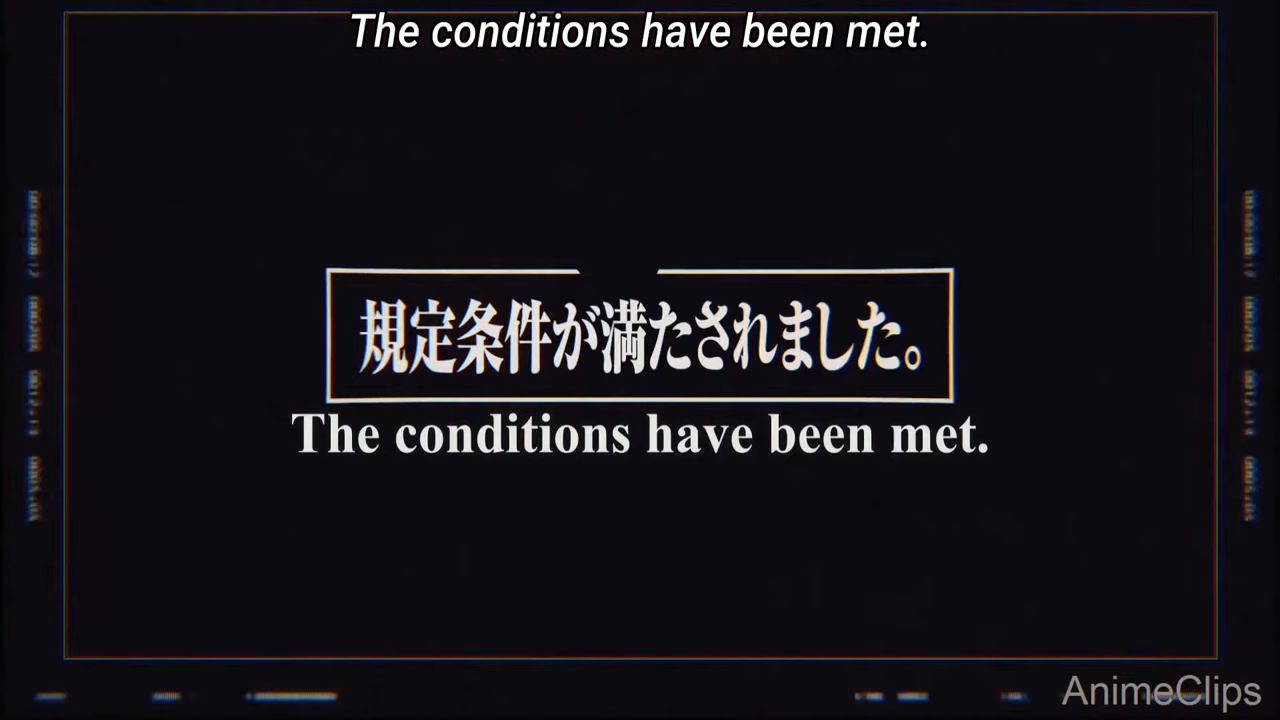 The conditions have been met.
規定条件が満たされました。
The conditions have been met.
AnimeClips